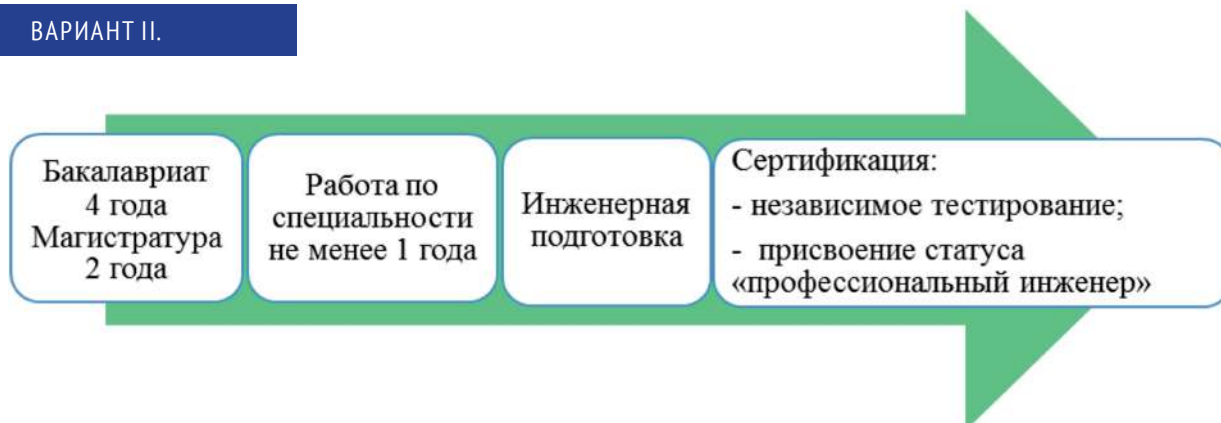 ВАРИАНТ II.
Бакалавриат
4 года
Магистратура
2 года
Работа по
специальности
не менее 1 года
Инженерная
подготовка
Сертификация:
- независимое тестирование;
- присвоение статуса
«профессиональный инженер»